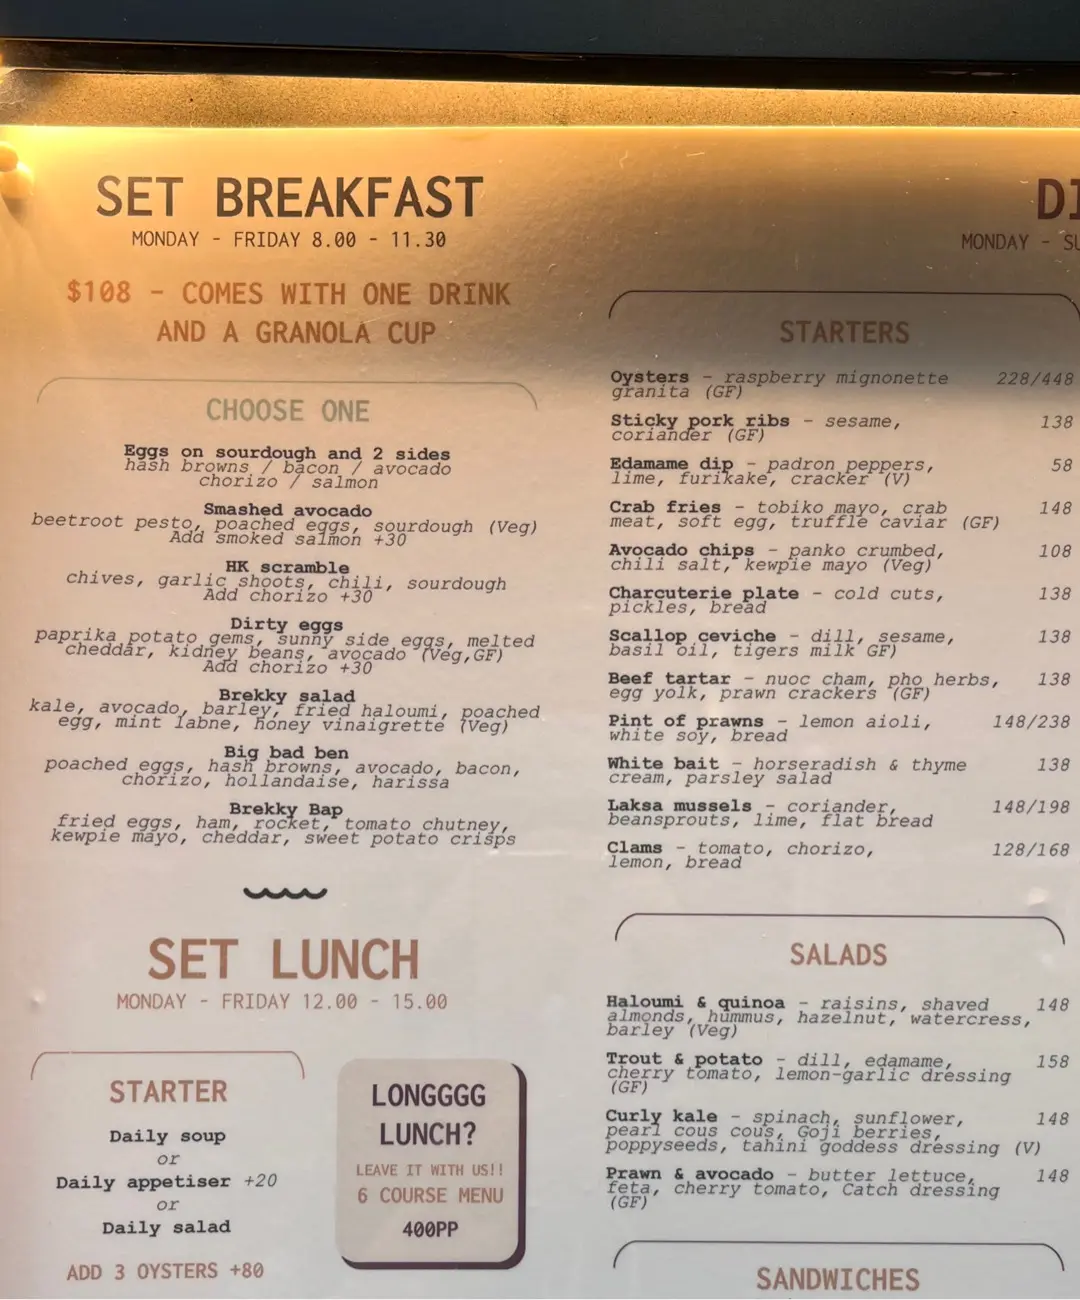 SET BREAKFAST
MONDAY - FRIDAY 8.00 - 11.30
$108 - COMES WITH ONE DRINK
AND A GRANOLA CUP
CHOOSE ONE
Eggs on sourdough and 2 sides
hash browns / bacon / avocado
chorizo / salmon
Smashed avocado
beetroot pesto, poached eggs, sourdough (Veg)
Add smoked salmon +30
HK scramble
chives, garlic shoots, chili, sourdough
Add chorizo +30
Dirty eggs
paprika potato gems, sunny side eggs, melted
cheddar, kidney beans, avocado (Veg,GF)
Add chorizo +30
Brekky salad
kale, avocado, barley, fried haloumi, poached
egg, mint labne, honey vinaigrette (Veg)
Big bad ben
poached eggs, hash browns, avocado, bacon,
chorizo, hollandaise, harissa
Brekky Bap
fried eggs, ham, rocket, tomato chutney,
kewpie mayo, cheddar, sweet potato crisps
SET LUNCH
MONDAY - FRIDAY 12.00 - 15.00
STARTER
Daily soup
or
Daily appetiser +20
or
Daily salad
ADD 3 OYSTERS +80
LONGGGG
LUNCH?
LEAVE IT WITH US!!
6 COURSE MENU
400PP
MONDAY -
STARTERS
Oysters - raspberry mignonette 228/448
granita (GF)
Sticky pork ribs - sesame, 138
coriander (GF)
Edamame dip - padron peppers, 58
lime, furikake, cracker (V)
Crab fries - tobiko mayo, crab 148
meat, soft egg, truffle caviar (GF)
Avocado chips - panko crumbed, 108
chili salt, kewpie mayo (Veg)
Charcuterie plate - cold cuts, 138
pickles, bread
Scallop ceviche - dill, sesame, 138
basil oil, tigers milk GF)
Beef tartar - nuoc cham, pho herbs, 138
egg yolk, prawn crackers (GF)
Pint of prawns - lemon aioli, 148/238
white soy, bread
White bait - horseradish & thyme 138
cream, parsley salad
Laksa mussels - coriander, 148/198
beansprouts, lime, flat bread
Clams - tomato, chorizo, 128/168
lemon, bread
SALADS
Haloumi & quinoa - raisins, shaved 148
almonds, hummus, hazelnut, watercress,
barley (Veg)
Trout & potato - dill, edamame, 158
cherry tomato, lemon-garlic dressing
(GF)
Curly kale - spinach, sunflower, 148
pearl cous cous, Goji berries,
poppyseeds, tahini goddess dressing (V)
Prawn & avocado - butter lettuce, 148
feta, cherry tomato, Catch dressing
(GF)
SANDWICHES